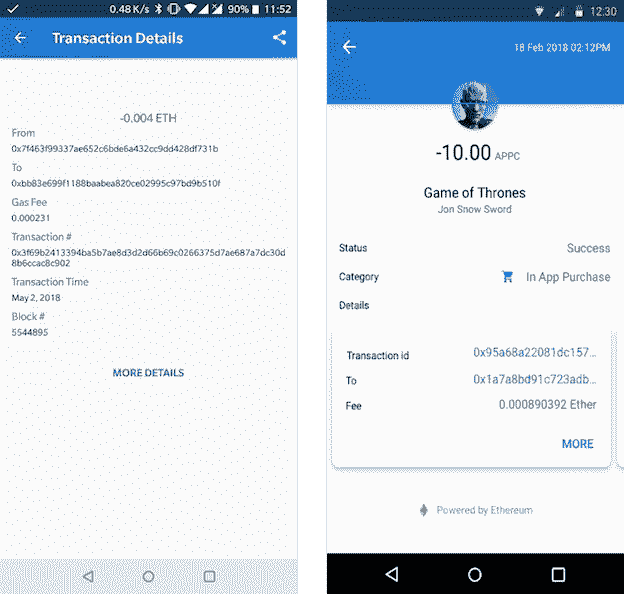 0.48 K/s 90% 11:52
Transaction Details
-0.004 ETH
From
0x7f463f99337ae652c6bde6a432cc9dd428df731b
To
0xbb83e699f1188baabea820ce02995c97bd9b510f
Gas Fee
0.000231
Transaction #
0x3f69b2413394ba5b7ae8d3d2d66b69c0266375d7ae687a7dc30d
8b6ccac8c902
Transaction Time
May 2, 2018
Block #
5544895
MORE DETAILS
12:30
18 Feb 2018 02:12PM
-10.00 APPC
Game of Thrones
Jon Snow Sword
Status Success
Category In App Purchase
Details
Transaction id 0x95a68a22081dc157...
To 0x1a7a8bd91c723adb...
Fee 0.000890392 Ether
MORE
Powered by Ethereum